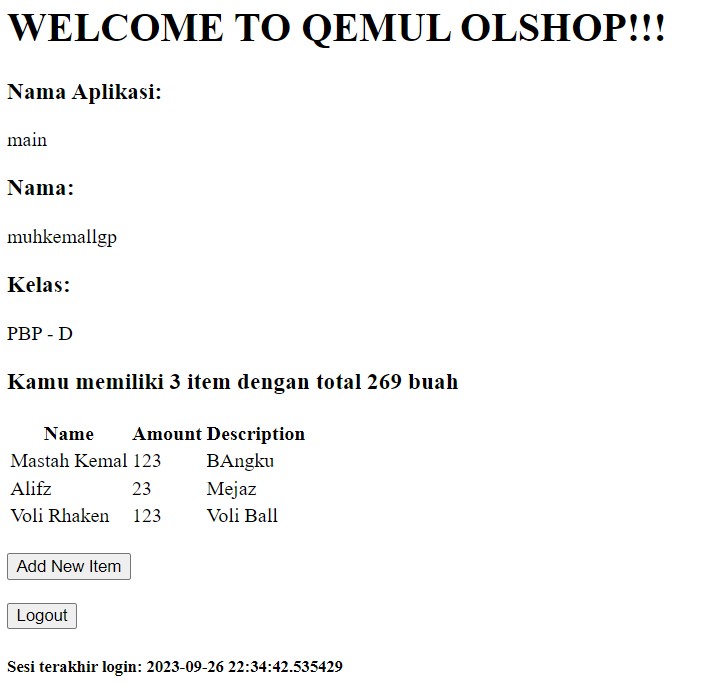 WELCOME TO QEMUL OLSHOP!!!
Nama Aplikasi:
main
Nama:
muhkemallgp
Kelas:
PBP - D
Kamu memiliki 3 item dengan total 269 buah
Name Amount Description
Mastah Kemal 123 BAngku
Alifz 23 Mejaz
Voli Rhaken 123 Voli Ball
Add New Item
Logout
Sesi terakhir login: 2023-09-26 22:34:42.535429